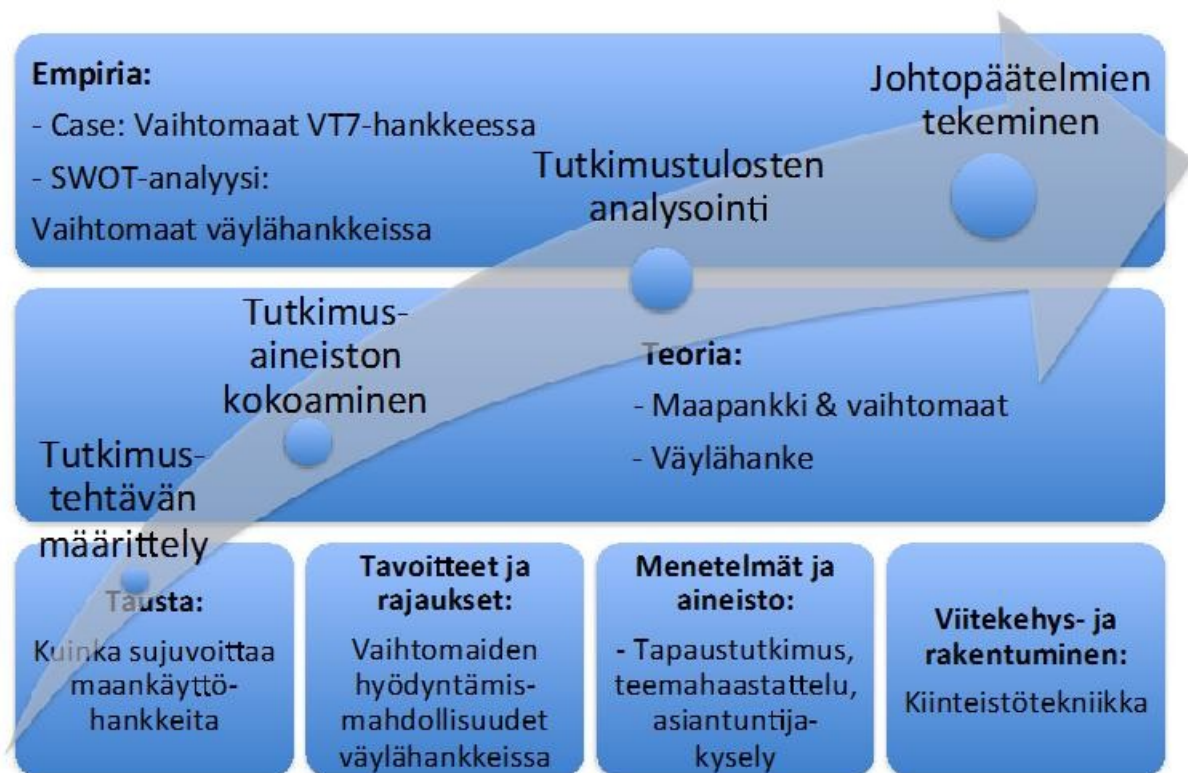 Empiria:
- Case: Vaihtomaat VT7-hankkeessa
- SWOT-analyysi:
Vaihtomaat väylähankkeissa
Johtopäätelmien
tekeminen
Tutkimustulosten
analysointi
Tutkimus-
aineiston
kokoaminen
Teoria:
- Maapankki & vaihtomaat
- Väylähanke
Tutkimus-
tehtävän
määrittely
Tausta:
Kuinka sujuvoittaa
maankäyttö-
hankkeita
Tavoitteet ja
rajaukset:
Vaihtomaiden
hyödyntämis-
mahdollisuudet
väylähankkeissa
Menetelmät ja
aineisto:
- Tapaustutkimus,
teemahaastattelu,
asiantuntija-
kysely
Viitekehys- ja
rakentuminen:
Kiinteistötekniikka